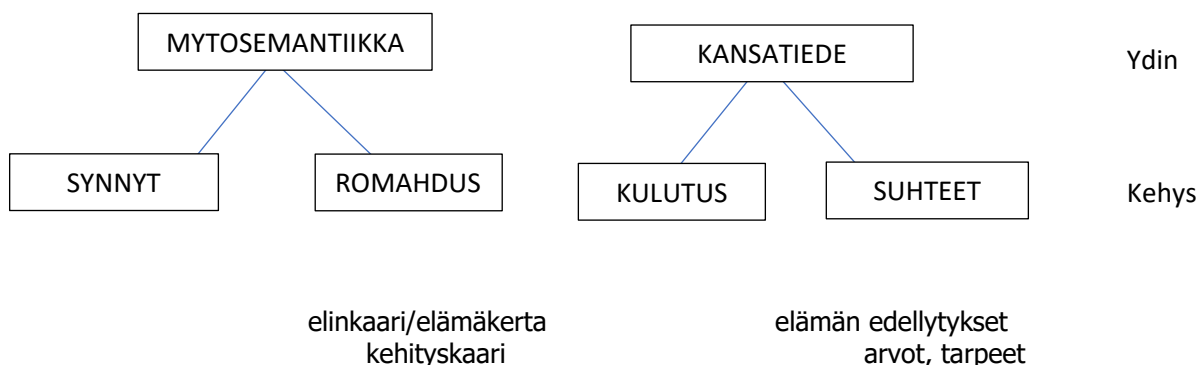 MYTOSEMANTIIKKA
KANSATIEDE
Ydin
SYNNYT
ROMAHDUS
KULUTUS
SUHTEET
Kehys
elinkaari/elämäkerta
elämän edellytykset
kehityskaari
arvot, tarpeet